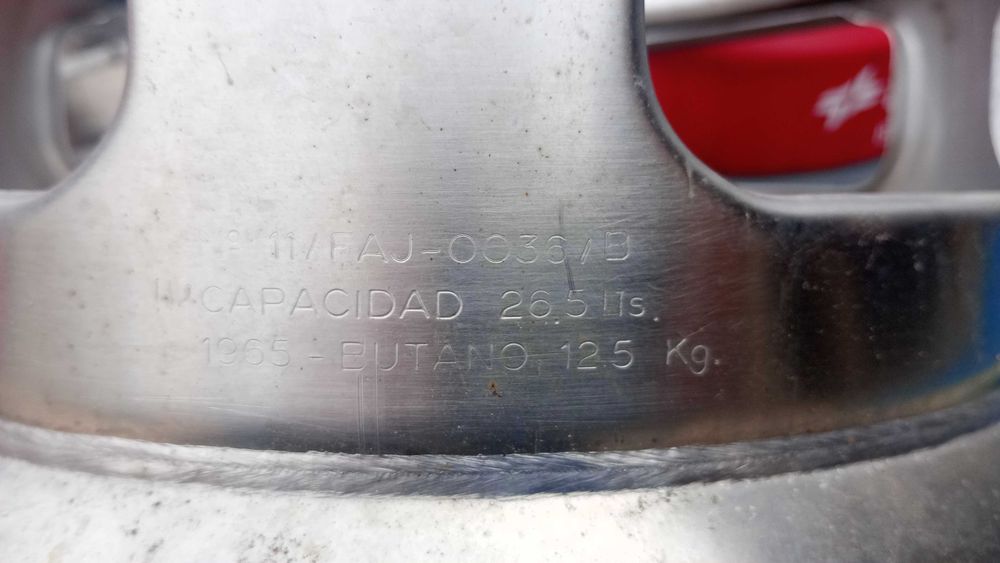 11/FAJ-0036/B
CAPACIDAD 26.5 lts.
1965 - BUTANO 12.5 Kg.